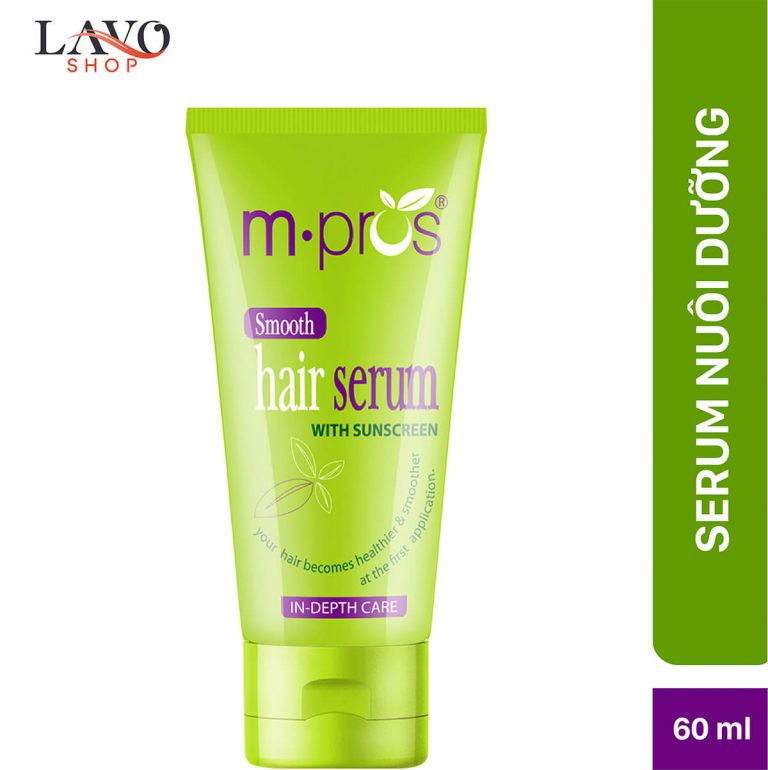 LAVO
SHOP
m·pros®
Smooth
hair serum
WITH SUNSCREEN
your hair becomes healthier & smoother
at the first application.
IN-DEPTH CARE
SERUM NUÔI DƯỠNG
60 ml